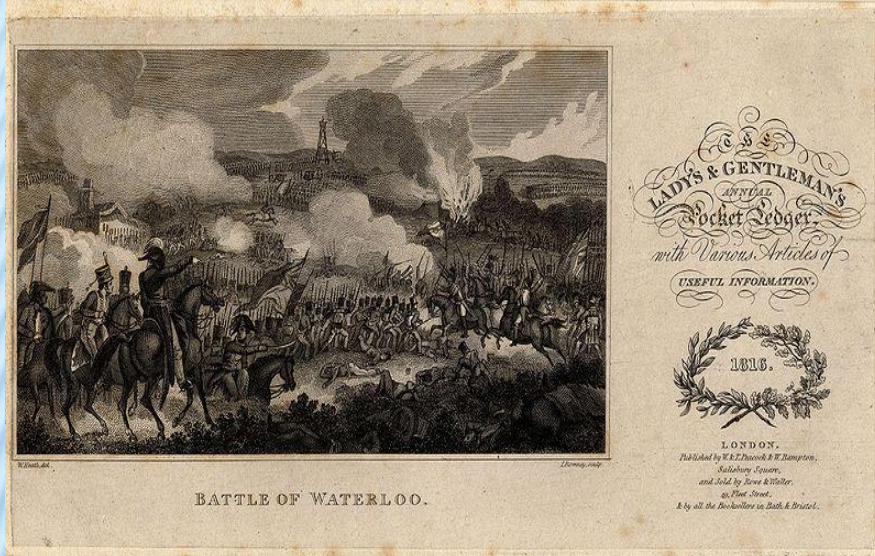 W. Heath, del.
I. Romney, sculp.
BATTLE OF WATERLOO.
THE
LADY'S & GENTLEMAN'S
ANNUAL
Pocket Ledger,
with Various Articles of
USEFUL INFORMATION.
1816.
LONDON.
Published by W. & T. Peacock & W. Bampton,
Salisbury Square,
and Sold by Rowe & Waller,
49, Fleet Street,
& by all the Booksellers in Bath & Bristol.